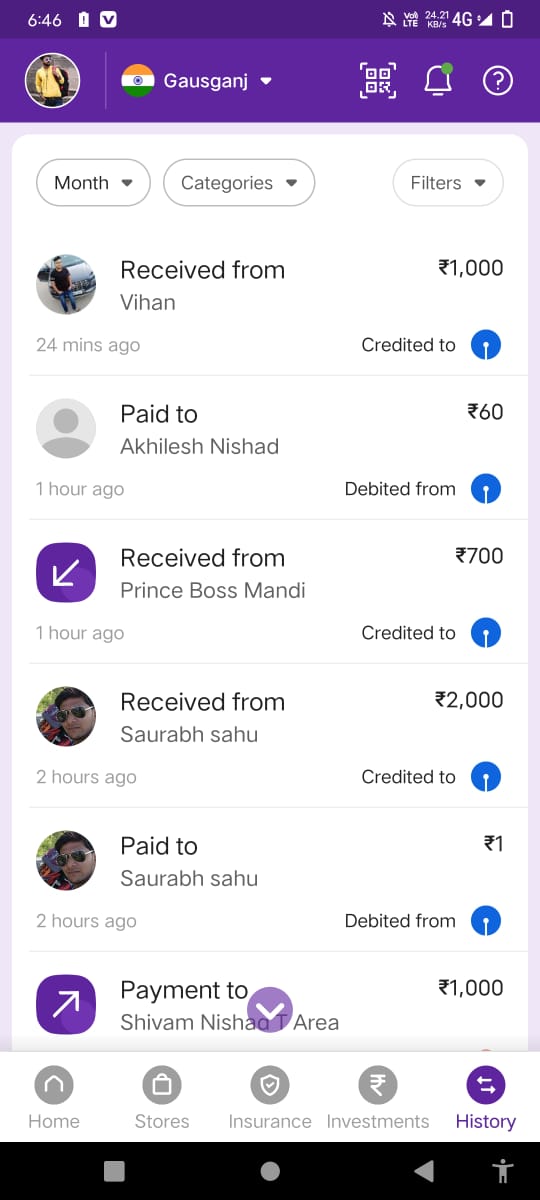 6:46
Vo)) LTE 24.21 KB/s 4G
Gausganj
Month Categories Filters
Received from ₹1,000
Vihan
24 mins ago Credited to
Paid to ₹60
Akhilesh Nishad
1 hour ago Debited from
Received from ₹700
Prince Boss Mandi
1 hour ago Credited to
Received from ₹2,000
Saurabh sahu
2 hours ago Credited to
Paid to ₹1
Saurabh sahu
2 hours ago Debited from
Payment to ₹1,000
Shivam Nishad T Area
Home Stores Insurance Investments History